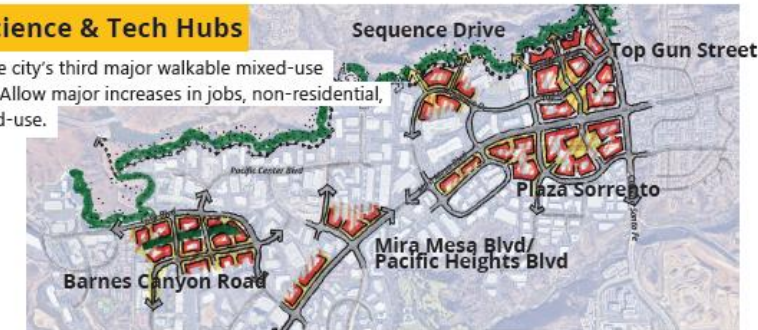 cience & Tech Hubs
e city's third major walkable mixed-use
Allow major increases in jobs, non-residential,
d-use.
Sequence Drive
Top Gun Street
Pacific Center Blvd
Plaza Sorrento
Mira Mesa Blvd/
Pacific Heights Blvd
Barnes Canyon Road